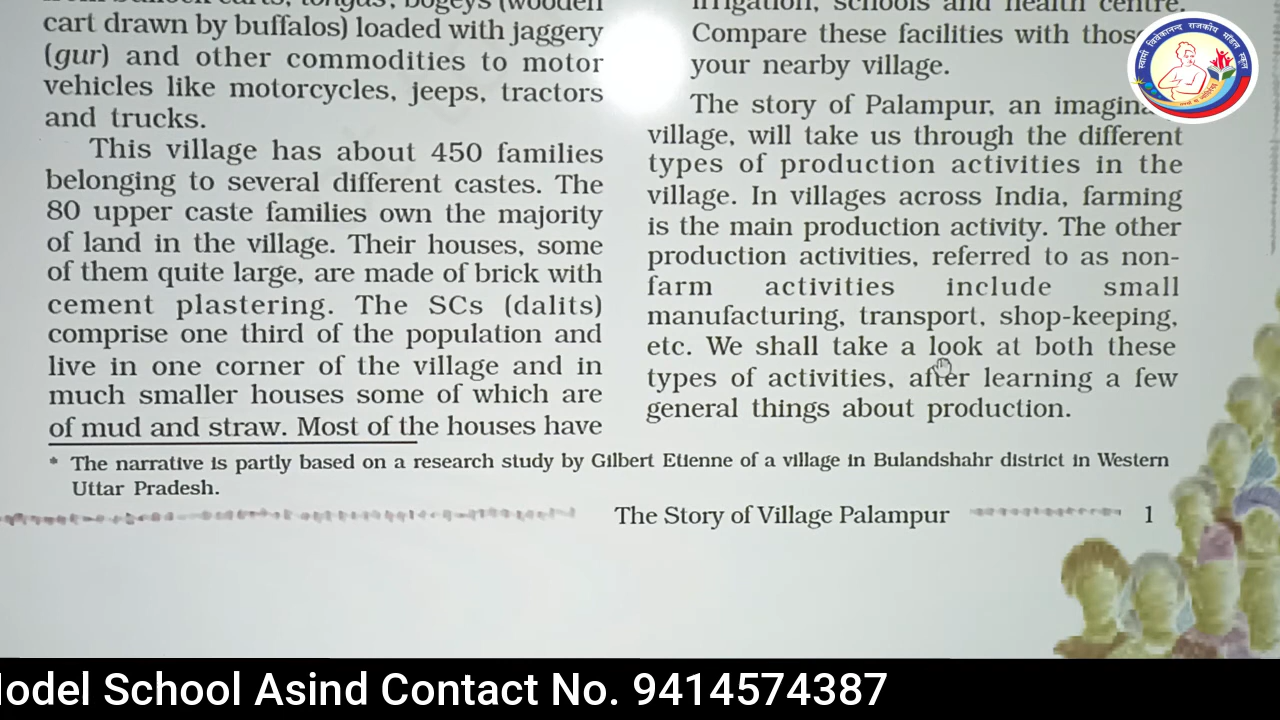 cart drawn by buffalos) loaded with jaggery
(gur) and other commodities to motor
vehicles like motorcycles, jeeps, tractors
and trucks.
This village has about 450 families
belonging to several different castes. The
80 upper caste families own the majority
of land in the village. Their houses, some
of them quite large, are made of brick with
cement plastering. The SCs (dalits)
comprise one third of the population and
live in one corner of the village and in
much smaller houses some of which are
of mud and straw. Most of the houses have
irrigation, schools and health centre.
Compare these facilities with
your nearby village.
The story of Palampur, an
village, will take us through the different
types of production activities in the
village. In villages across India, farming
is the main production activity. The other
production activities, referred to as non-
farm activities include small
manufacturing, transport, shop-keeping,
etc. We shall take a look at both these
types of activities, after learning a few
general things about production.
* The narrative is partly based on a research study by Gilbert Etienne of a village in Bulandshahr district in Western
Uttar Pradesh.
The Story of Village Palampur 1
स्वामी विवेकानन्द राजकीय मॉडल स्कूल
Model School Asind Contact No. 9414574387